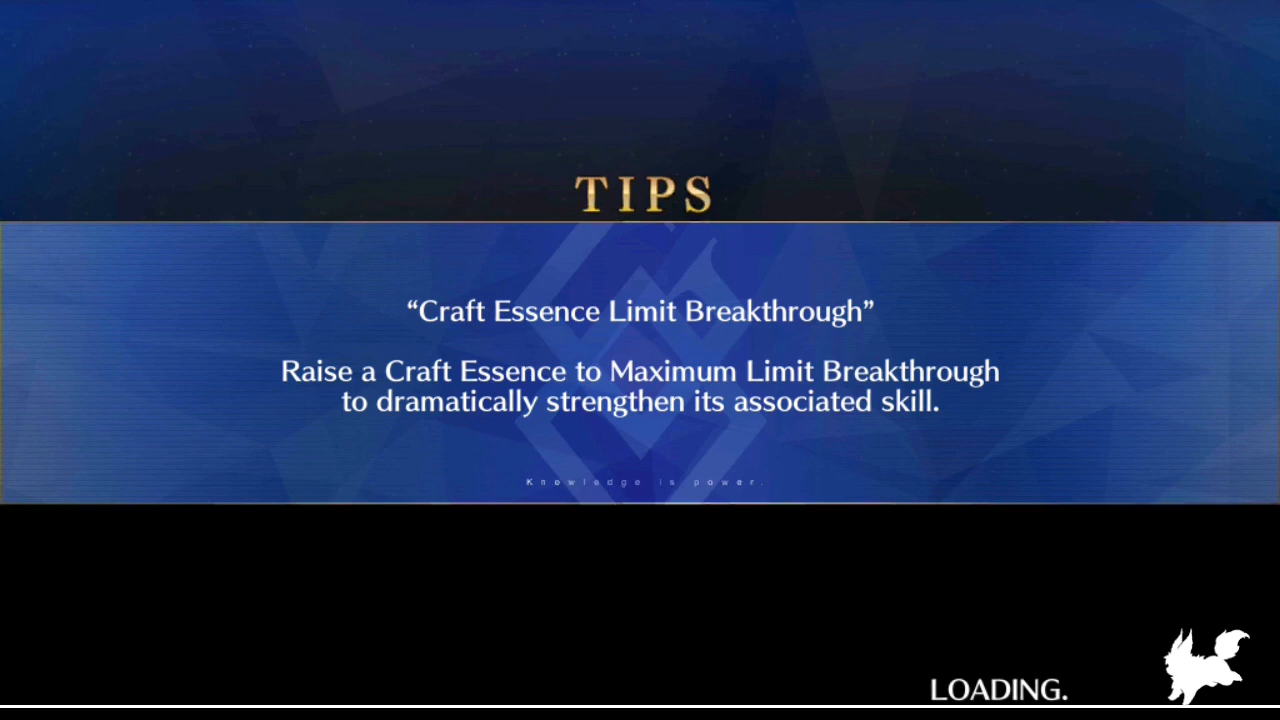 TIPS
“Craft Essence Limit Breakthrough”
Raise a Craft Essence to Maximum Limit Breakthrough
to dramatically strengthen its associated skill.
Knowledge is power.
LOADING.